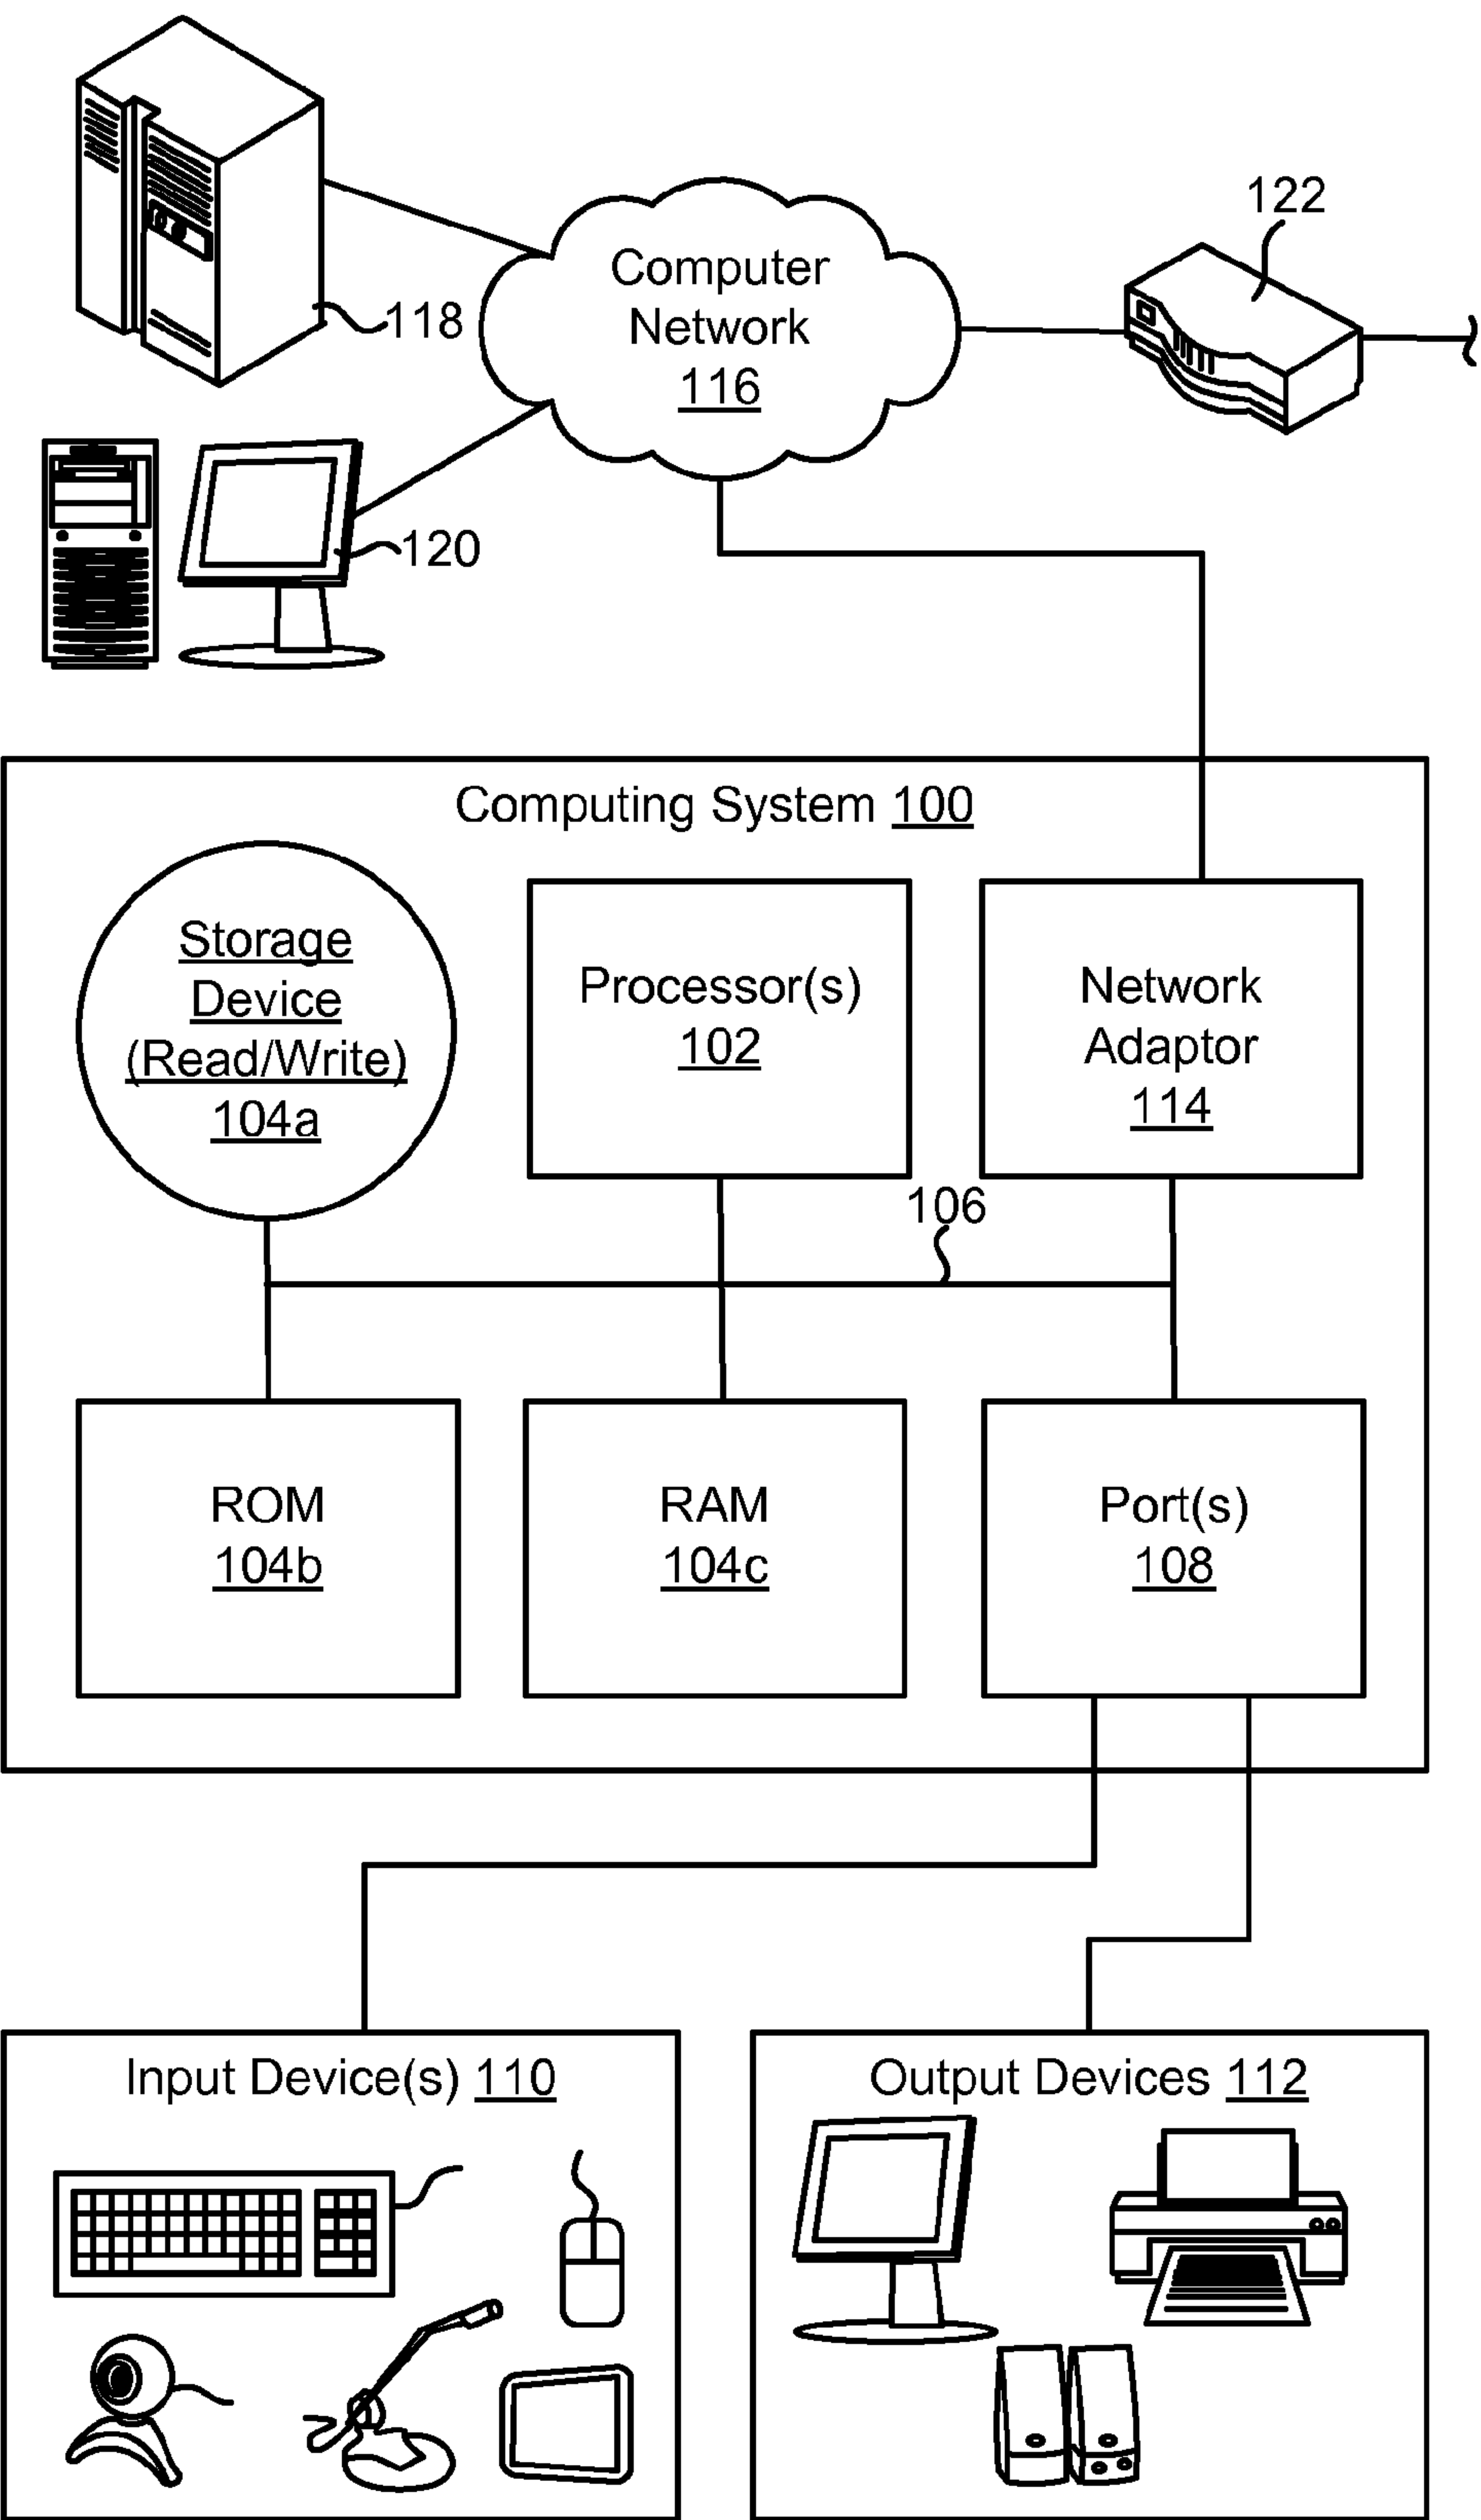 122
Computer
Network
116
118
120
Computing System 100
Storage
Device
(Read/Write)
104a
Processor(s)
102
Network
Adaptor
114
106
ROM
104b
RAM
104c
Port(s)
108
Input Device(s) 110
Output Devices 112